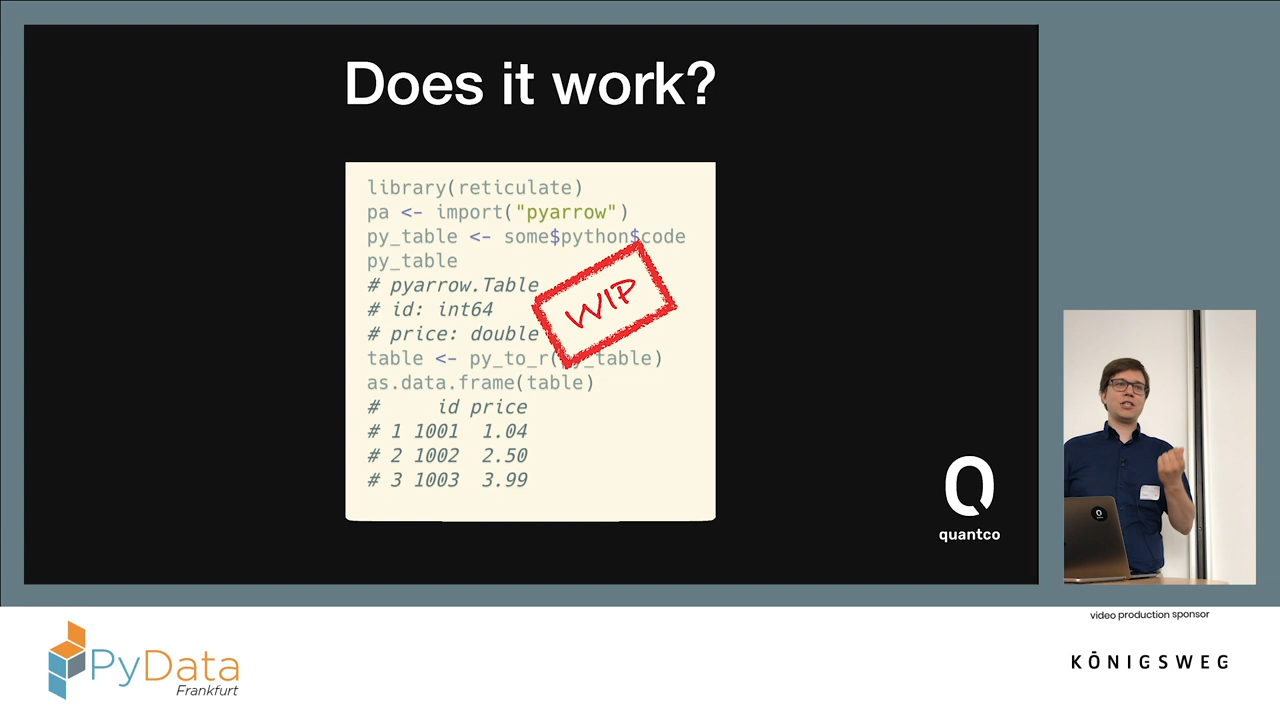 Does it work?
library(reticulate)
pa <- import("pyarrow")
py_table <- some$python$code
py_table
# pyarrow.Table
# id: int64
# price: double
WIP
table <- py_to_r(py_table)
as.data.frame(table)
#     id price
# 1 1001  1.04
# 2 1002  2.50
# 3 1003  3.99
quantco
video production sponsor
KÖNIGSWEG
PyData
Frankfurt